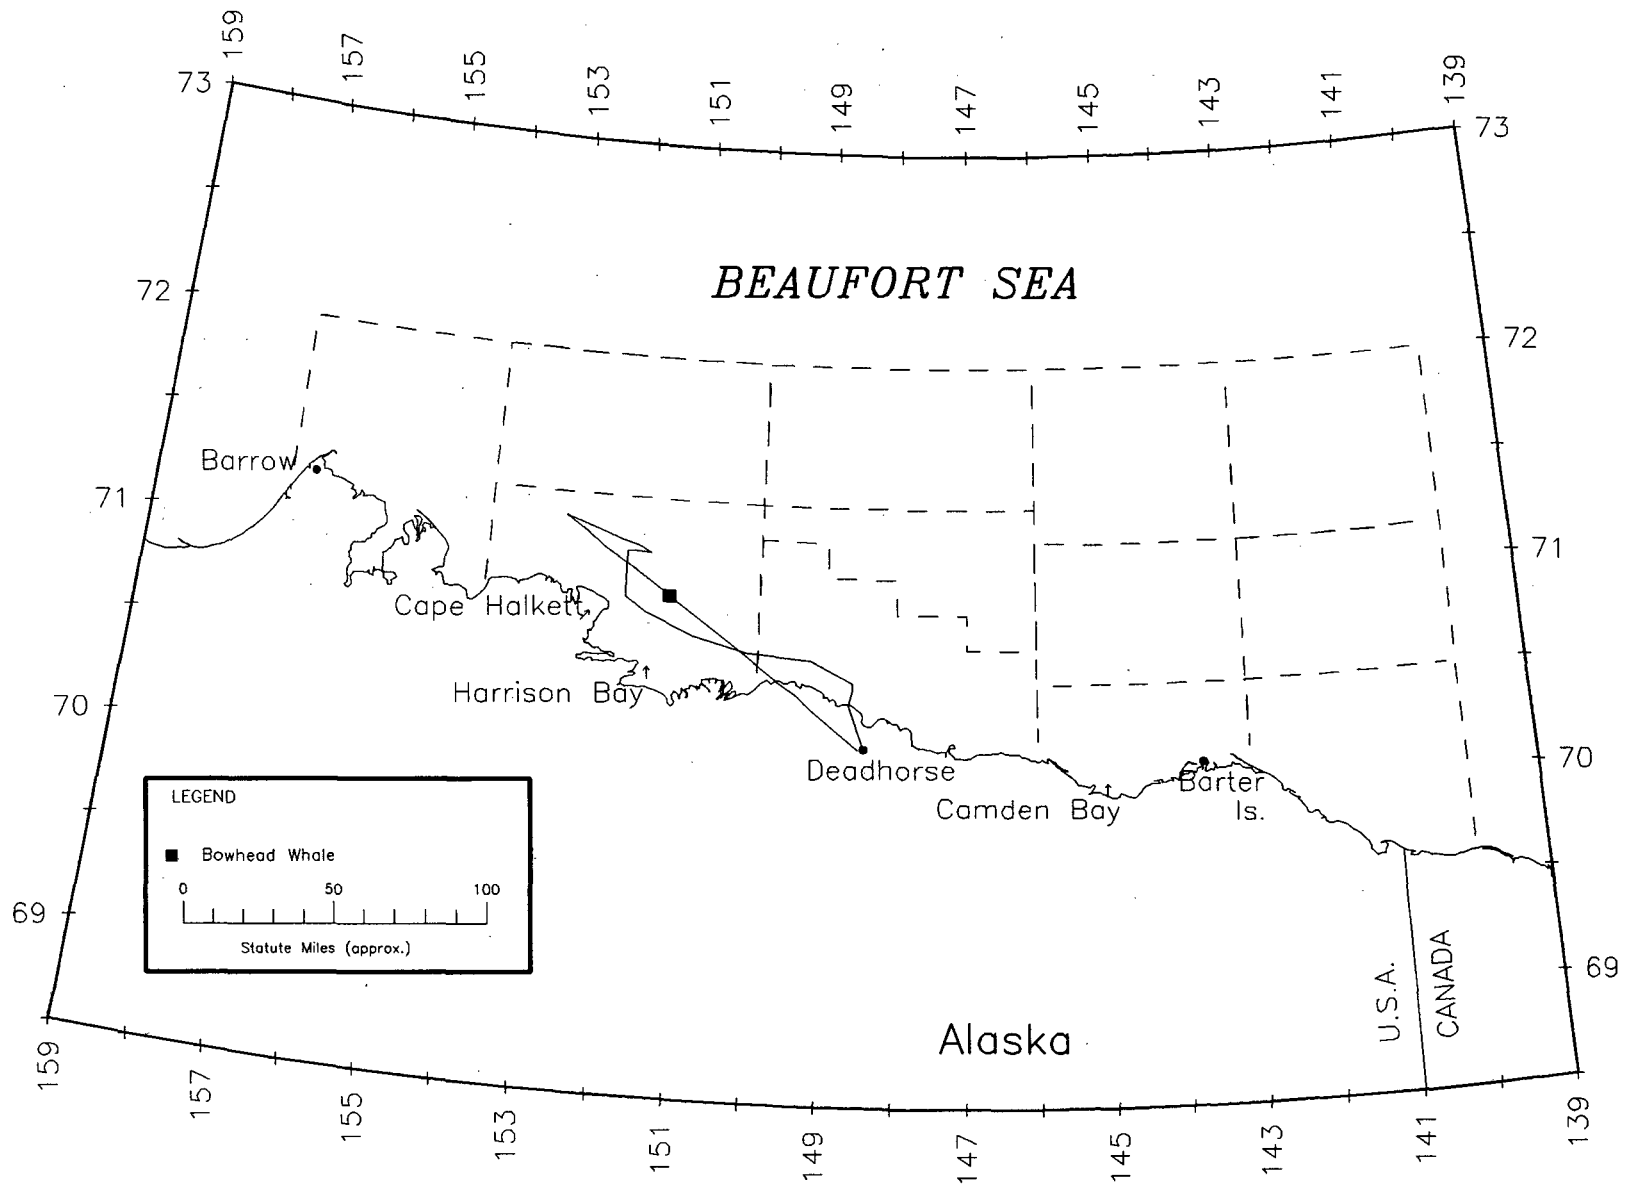 159
157
155
153
151
149
147
145
143
141
139
73
73
BEAUFORT SEA
72
72
Barrow
71
71
Cape Halkett
Harrison Bay
70
70
Deadhorse
Camden Bay
Barter
Is.
LEGEND
Bowhead Whale
0 50 100
Statute Miles (approx.)
69
69
U.S.A.
CANADA
Alaska
159
157
155
153
151
149
147
145
143
141
139